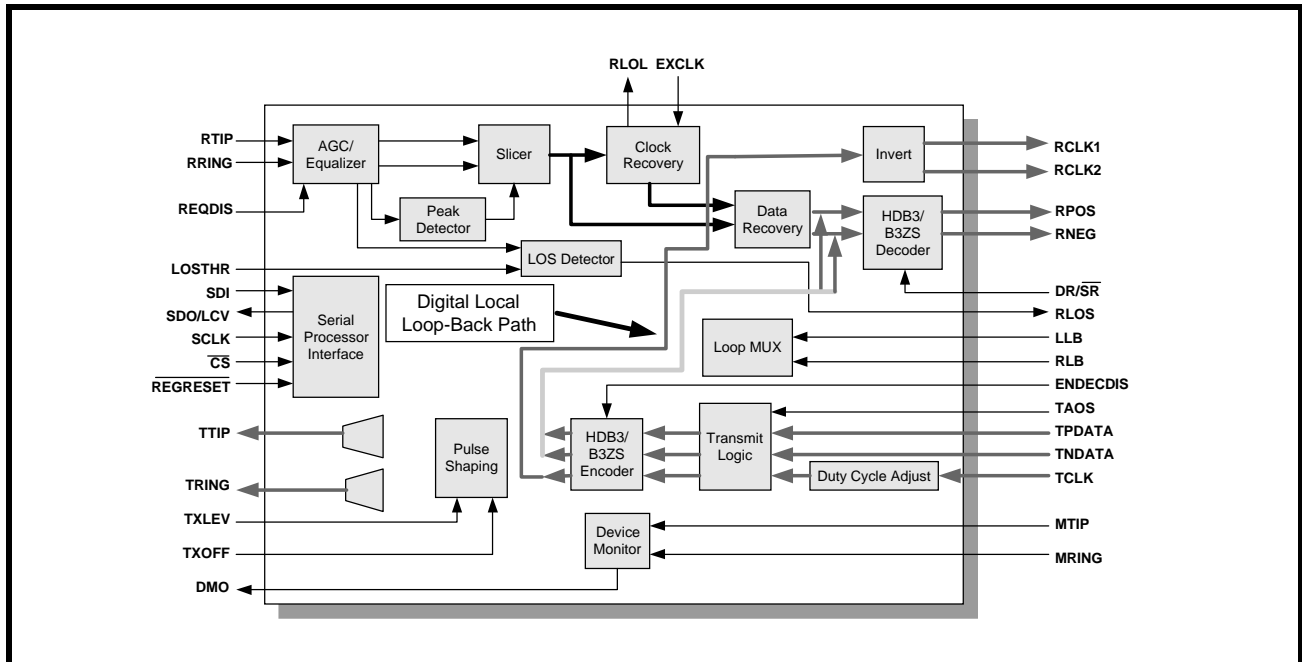 RLOL EXCLK
RTIP
RRING
REQDIS
AGC/
Equalizer
Slicer
Clock
Recovery
Invert
RCLK1
RCLK2
Peak
Detector
Data
Recovery
HDB3/
B3ZS
Decoder
RPOS
RNEG
LOSTHR
LOS Detector
SDI
SDO/LCV
SCLK
CS
REGRESET
Serial
Processor
Interface
Digital Local
Loop-Back Path
Loop MUX
DR/SR
RLOS
LLB
RLB
ENDECDIS
TAOS
TPDATA
TNDATA
TCLK
TTIP
TRING
Pulse
Shaping
HDB3/
B3ZS
Encoder
Transmit
Logic
Duty Cycle Adjust
TXLEV
TXOFF
DMO
Device
Monitor
MTIP
MRING